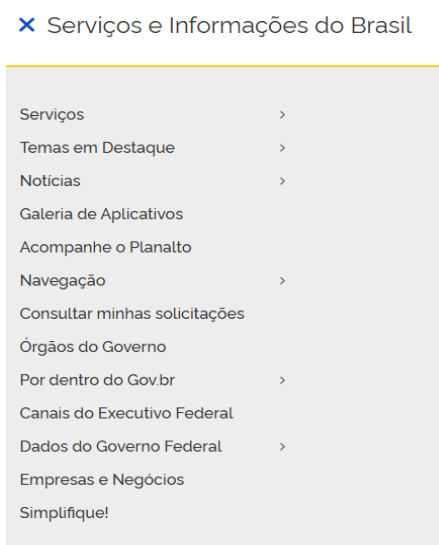 Serviços e Informações do Brasil
Serviços
Temas em Destaque
Notícias
Galeria de Aplicativos
Acompanhe o Planalto
Navegação
Consultar minhas solicitações
Órgãos do Governo
Por dentro do Gov.br
Canais do Executivo Federal
Dados do Governo Federal
Empresas e Negócios
Simplifique!